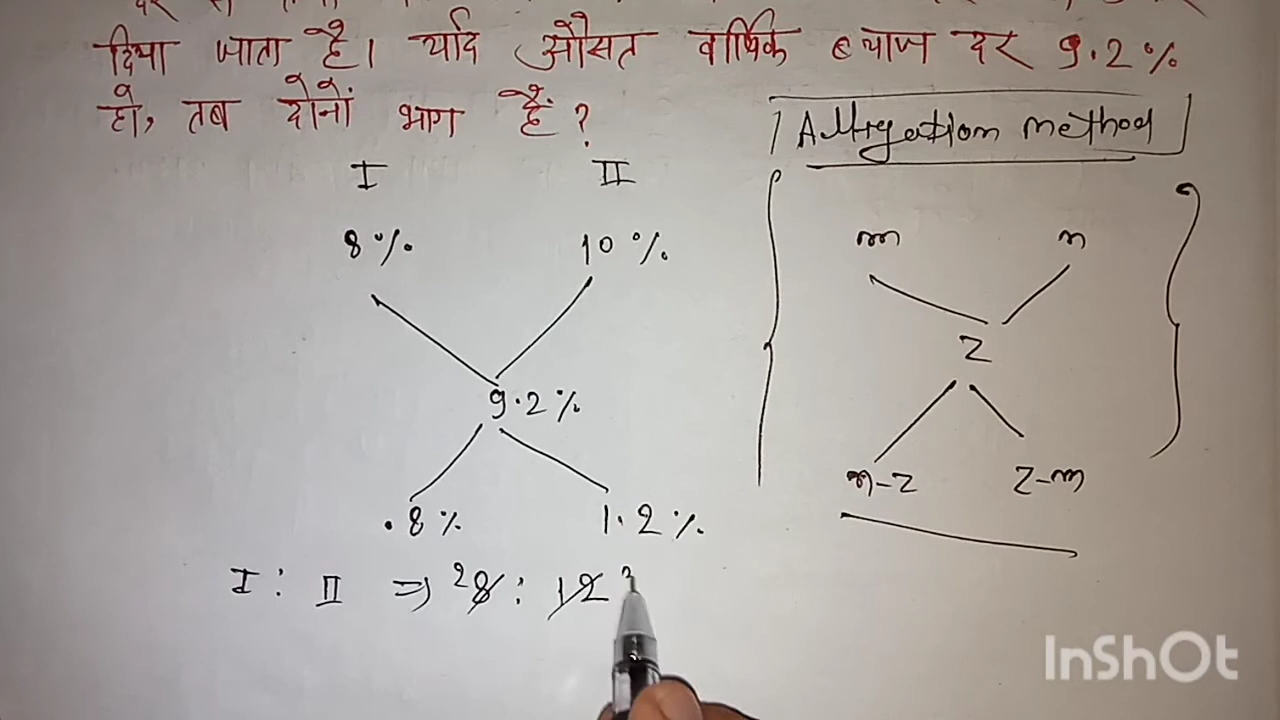 दिया जाता है। यदि औसत वार्षिक ब्याज दर 9.2%
हो, तब दोनों भाग हैं ?
Alligation method
I II
8% 10%
9.2%
.8% 1.2%
I : II ⇒ 2 8 : 12 3
m n
z
n-z z-m
InShOt